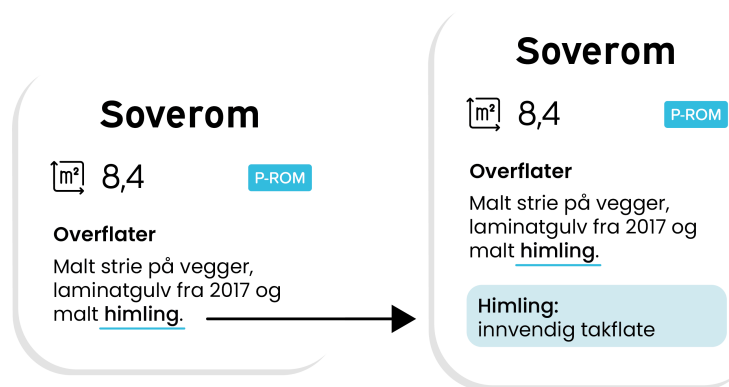 Soverom
m² 8,4 P-ROM
Overflater
Malt strie på vegger,
laminatgulv fra 2017 og
malt himling.
Soverom
m² 8,4 P-ROM
Overflater
Malt strie på vegger,
laminatgulv fra 2017 og
malt himling.
Himling:
innvendig takflate